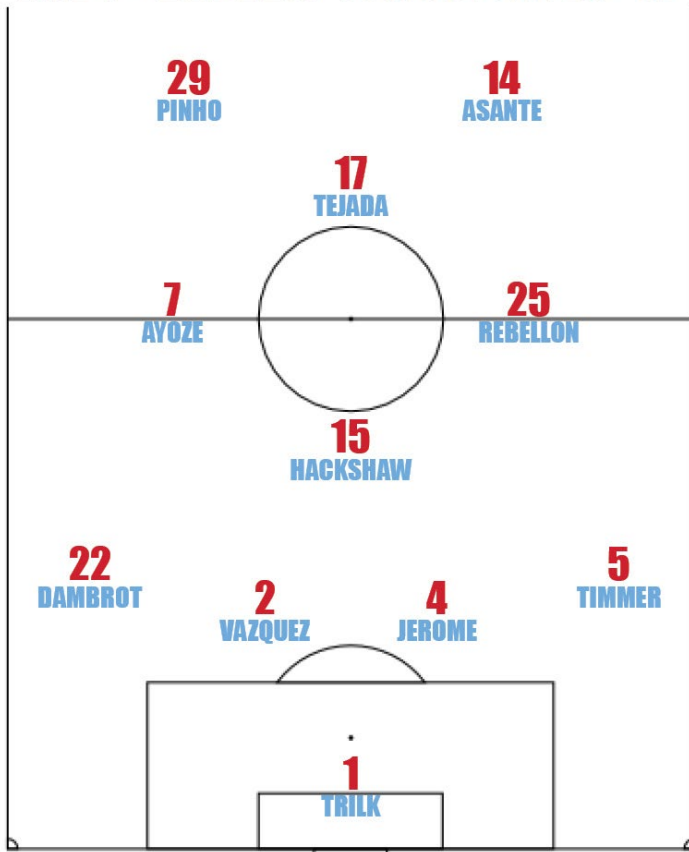 29
PINHO
14
ASANTE
17
TEJADA
7
AYOZE
25
REBELLON
15
HACKSHAW
22
DAMBROT
5
TIMMER
2
VAZQUEZ
4
JEROME
1
TRILK